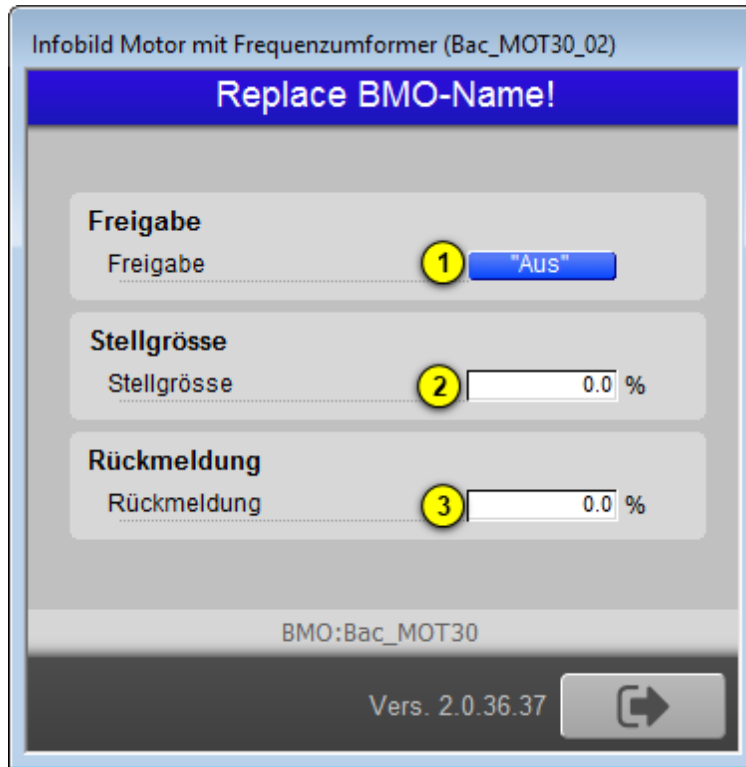 Infobild Motor mit Frequenzumformer (Bac_MOT30_02)
Replace BMO-Name!
Freigabe
Freigabe 1 "Aus"
Stellgrösse
Stellgrösse 2 0.0 %
Rückmeldung
Rückmeldung 3 0.0 %
BMO:Bac_MOT30
Vers. 2.0.36.37